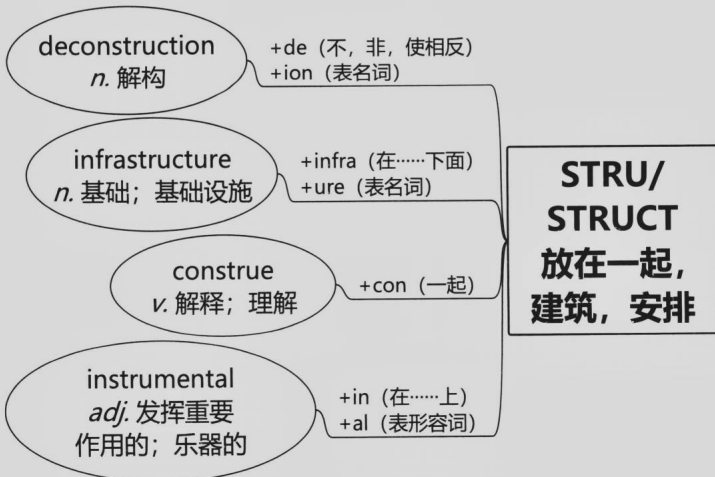 deconstruction
n. 解构
+de（不，非，使相反）
+ion（表名词）
infrastructure
n. 基础；基础设施
+infra（在……下面）
+ure（表名词）
STRU/
STRUCT
放在一起，
建筑，安排
construe
v. 解释；理解
+con（一起）
instrumental
adj. 发挥重要
作用的；乐器的
+in（在……上）
+al（表形容词）